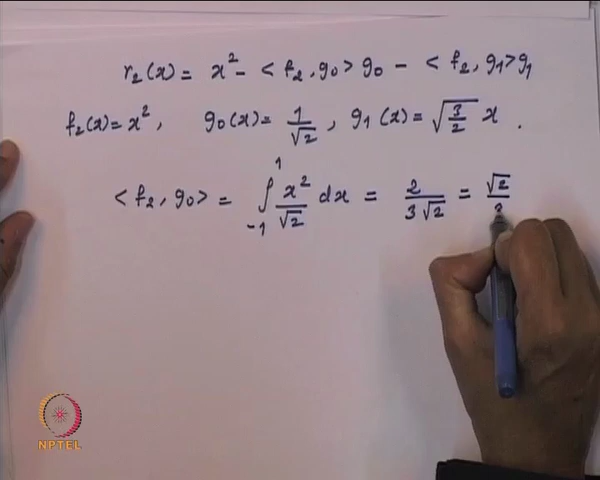 r₂(x) = x² - < f₂, g₀ > g₀ - < f₂, g₁ > g₁
f₂(x) = x² , g₀(x) = 1/√2 , g₁(x) = √(3/2) x .
< f₂, g₀ > = ∫₋₁¹ x²/√2 dx = 2/(3√2) = √2/
NPTEL